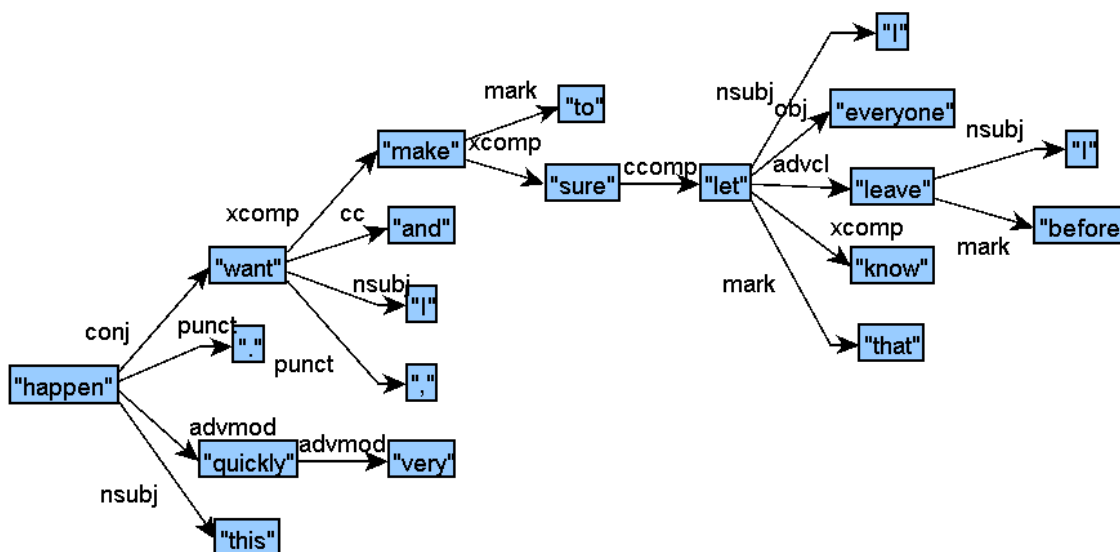 "I"
nsubj
obj
"everyone"
mark
"to"
nsubj
"I"
"make"
xcomp
ccomp
advcl
"sure"
"let"
"leave"
xcomp
cc
"and"
xcomp
mark
"before
"want"
"know"
nsubj
"I"
mark
conj
punct
"."
punct
"that"
"happen"
","
advmod
advmod
"quickly"
"very"
nsubj
"this"